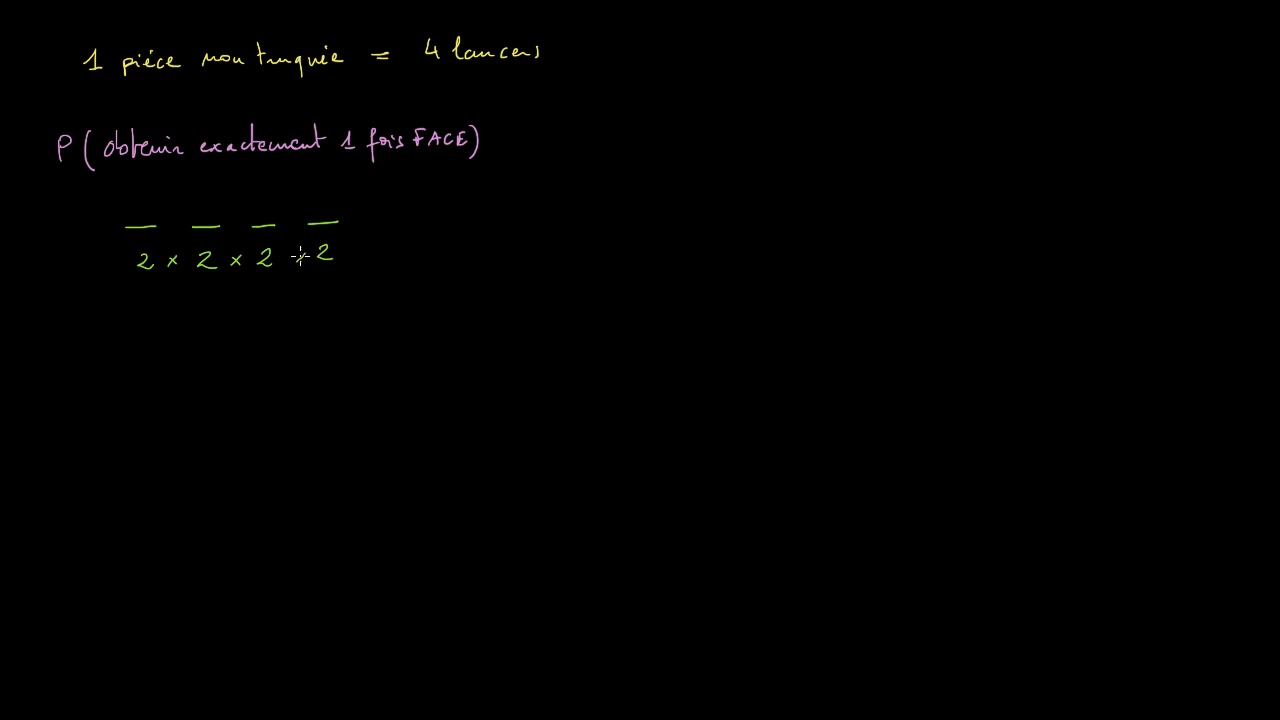 1 pièce non truquée = 4 lancers
P ( obtenir exactement 1 fois FACE)
2 × 2 × 2 × 2